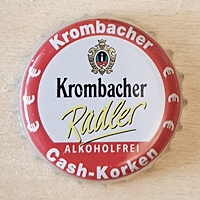 Krombacher
€ € € € € €
Krombacher
Radler
ALKOHOLFREI
Cash-Korken